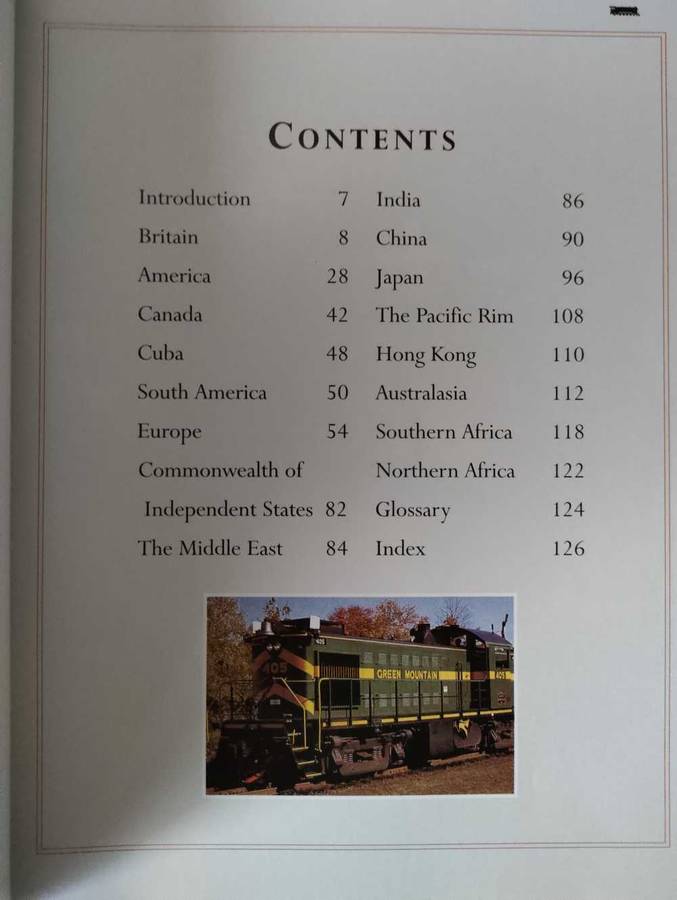 CONTENTS
Introduction 7
Britain 8
America 28
Canada 42
Cuba 48
South America 50
Europe 54
Commonwealth of
Independent States 82
The Middle East 84
India 86
China 90
Japan 96
The Pacific Rim 108
Hong Kong 110
Australasia 112
Southern Africa 118
Northern Africa 122
Glossary 124
Index 126
405
405
GREEN MOUNTAIN
405